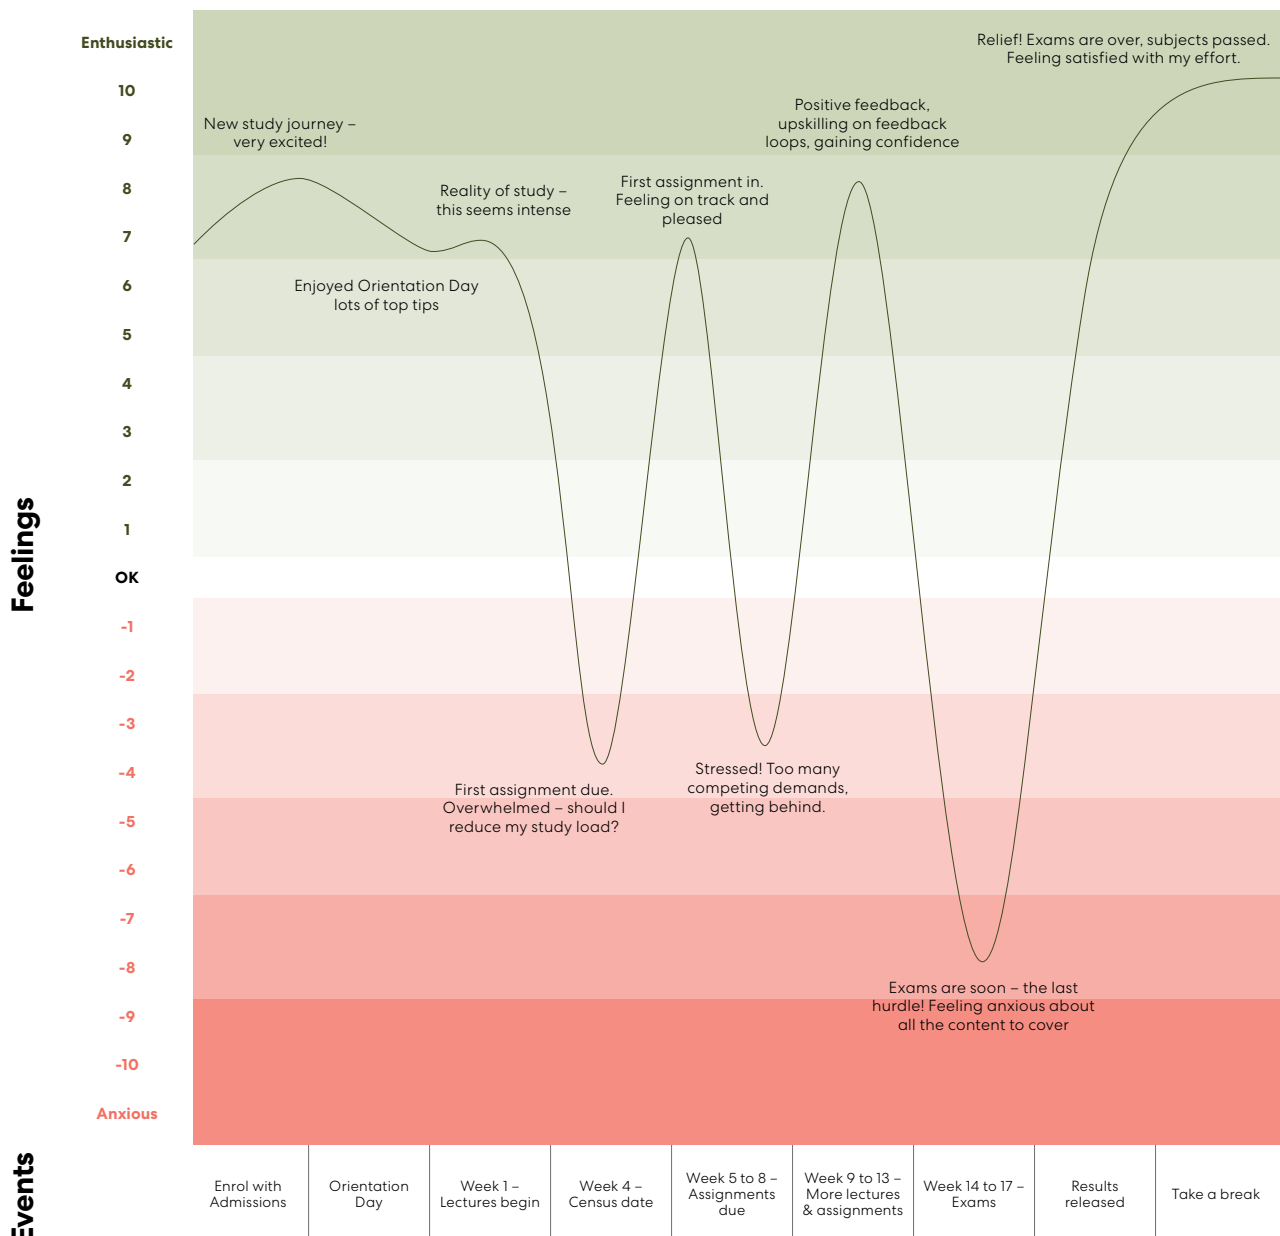 Feelings
Enthusiastic
10
9
8
7
6
5
4
3
2
1
OK
-1
-2
-3
-4
-5
-6
-7
-8
-9
-10
Anxious
New study journey –
very excited!
Enjoyed Orientation Day
lots of top tips
Reality of study –
this seems intense
First assignment due.
Overwhelmed – should I
reduce my study load?
First assignment in.
Feeling on track and
pleased
Stressed! Too many
competing demands,
getting behind.
Positive feedback,
upskilling on feedback
loops, gaining confidence
Exams are soon – the last
hurdle! Feeling anxious about
all the content to cover
Relief! Exams are over, subjects passed.
Feeling satisfied with my effort.
Events
Enrol with
Admissions
Orientation
Day
Week 1 –
Lectures begin
Week 4 –
Census date
Week 5 to 8 –
Assignments
due
Week 9 to 13 –
More lectures
& assignments
Week 14 to 17 –
Exams
Results
released
Take a break